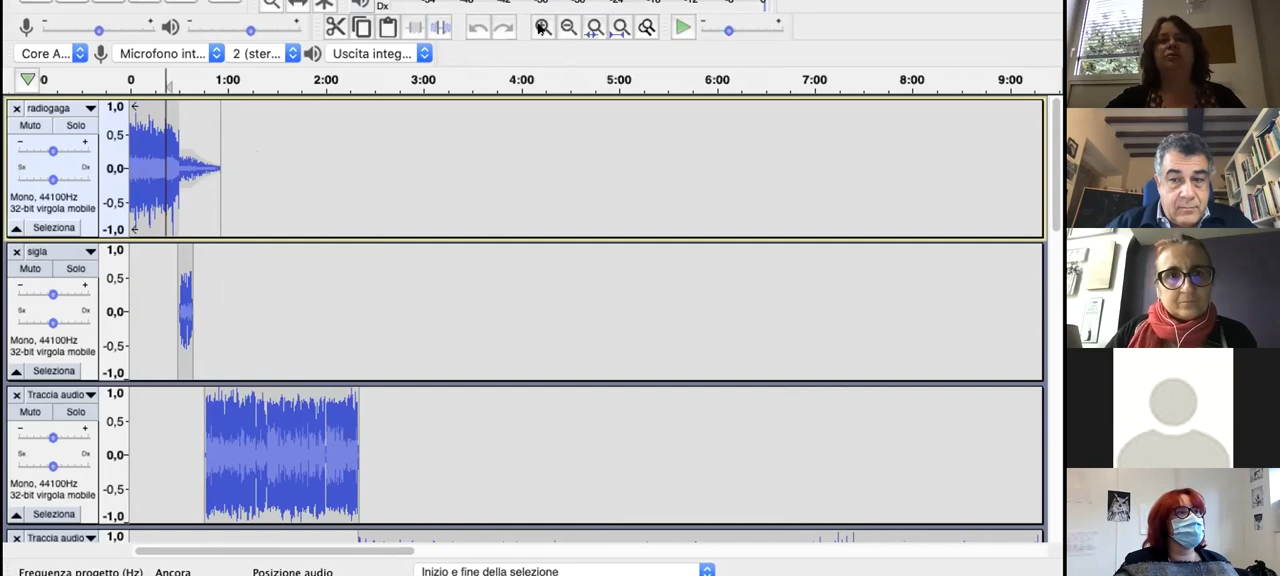 Dx
Core A... Microfono int... 2 (ster... Uscita integ...
0 0 1:00 2:00 3:00 4:00 5:00 6:00 7:00 8:00 9:00
radiogaga
Muto Solo
- +
Sx Dx
Mono, 44100Hz
32-bit virgola mobile
Seleziona
1,0
0,5
0,0
-0,5
-1,0
sigla
Muto Solo
- +
Sx Dx
Mono, 44100Hz
32-bit virgola mobile
Seleziona
1,0
0,5
0,0
-0,5
-1,0
Traccia audio
Muto Solo
- +
Sx Dx
Mono, 44100Hz
32-bit virgola mobile
Seleziona
1,0
0,5
0,0
-0,5
-1,0
Traccia audio 1,0
Frequenza progetto (Hz) Ancora Posizione audio Inizio e fine della selezione